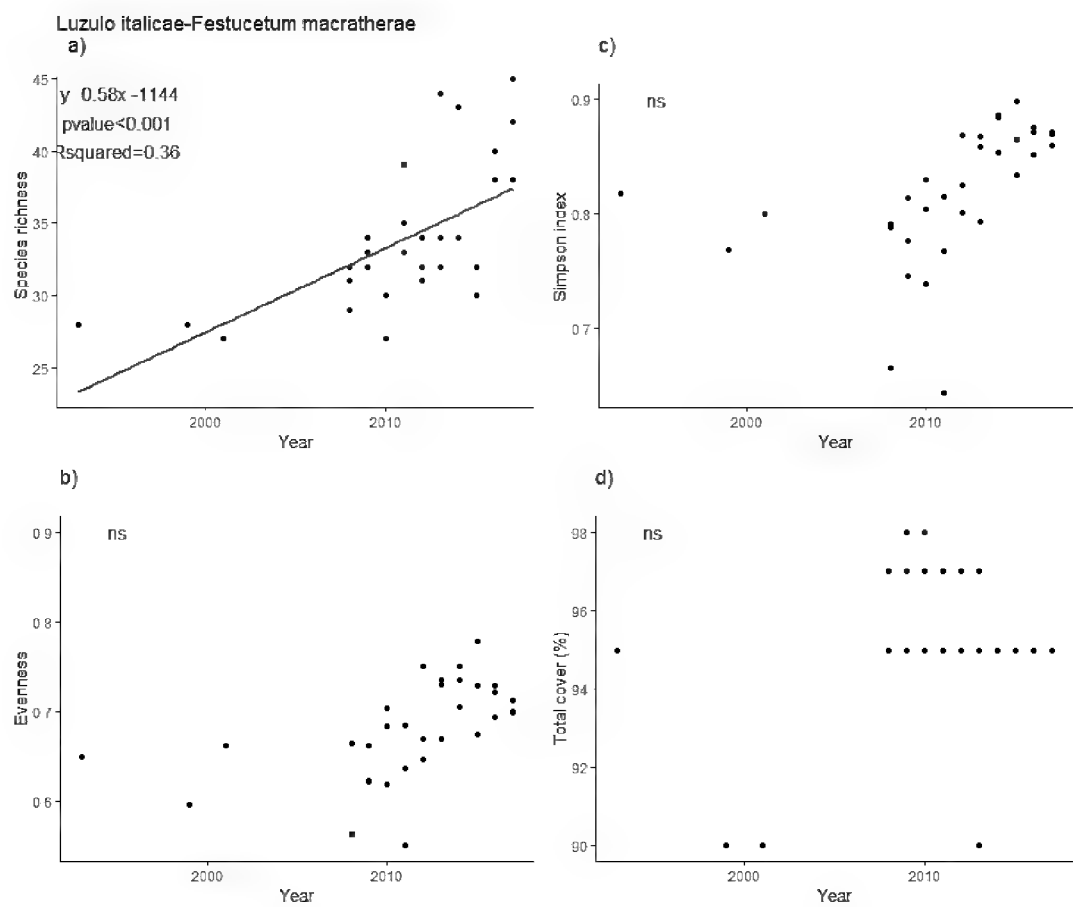 Luzulo italicae-Festucetum macratherae
a)
y 0.58x -1144
pvalue<0.001
Rsquared=0.36
Species richness
45
40
35
30
25
2000
2010
Year
c)
ns
Simpson index
0.9
0.8
0.7
2000
2010
Year
b)
ns
Evenness
0.9
0.8
0.7
0.6
2000
2010
Year
d)
ns
Total cover (%)
98
96
94
92
90
2000
2010
Year